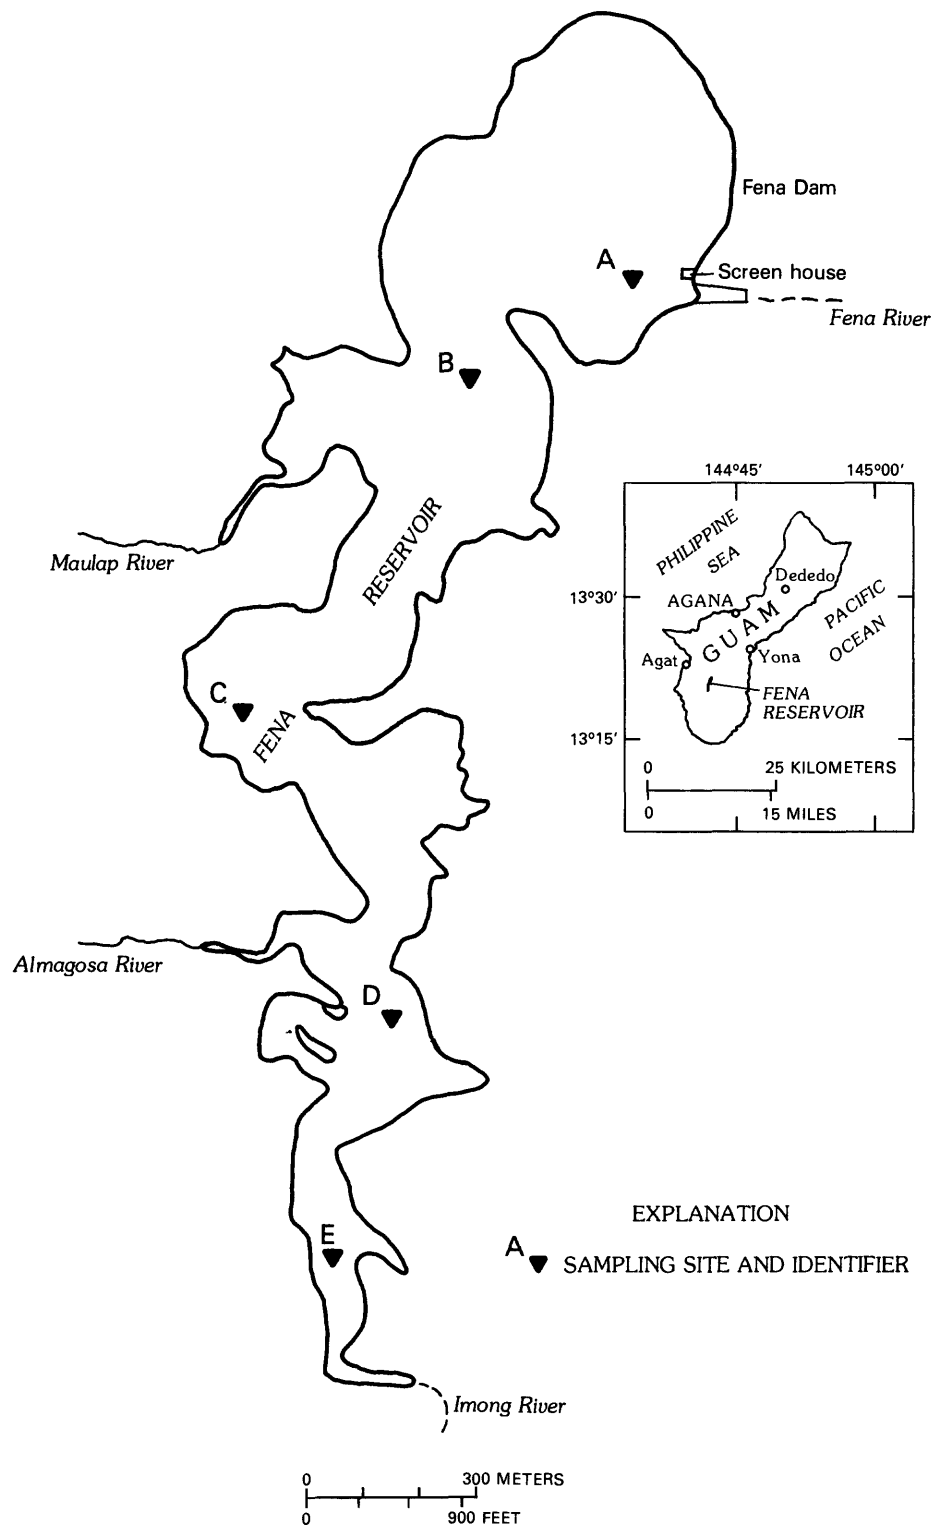 Fena Dam
A
Screen house
Fena River
B
Maulap River
RESERVOIR
C
FENA
Almagosa River
D
E
Imong River
144°45'
145°00'
PHILIPPINE
SEA
Dededo
13°30'
AGANA
GUAM
PACIFIC
OCEAN
Agat
Yona
FENA
RESERVOIR
13°15'
0 25 KILOMETERS
0 15 MILES
EXPLANATION
A SAMPLING SITE AND IDENTIFIER
0 300 METERS
0 900 FEET